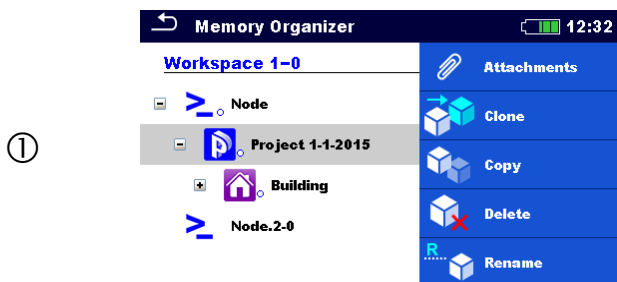 Memory Organizer 12:32
Workspace 1-0
Attachments
Node
Clone
①
Project 1-1-2015
Copy
Building
Delete
Node.2-0
R
Rename